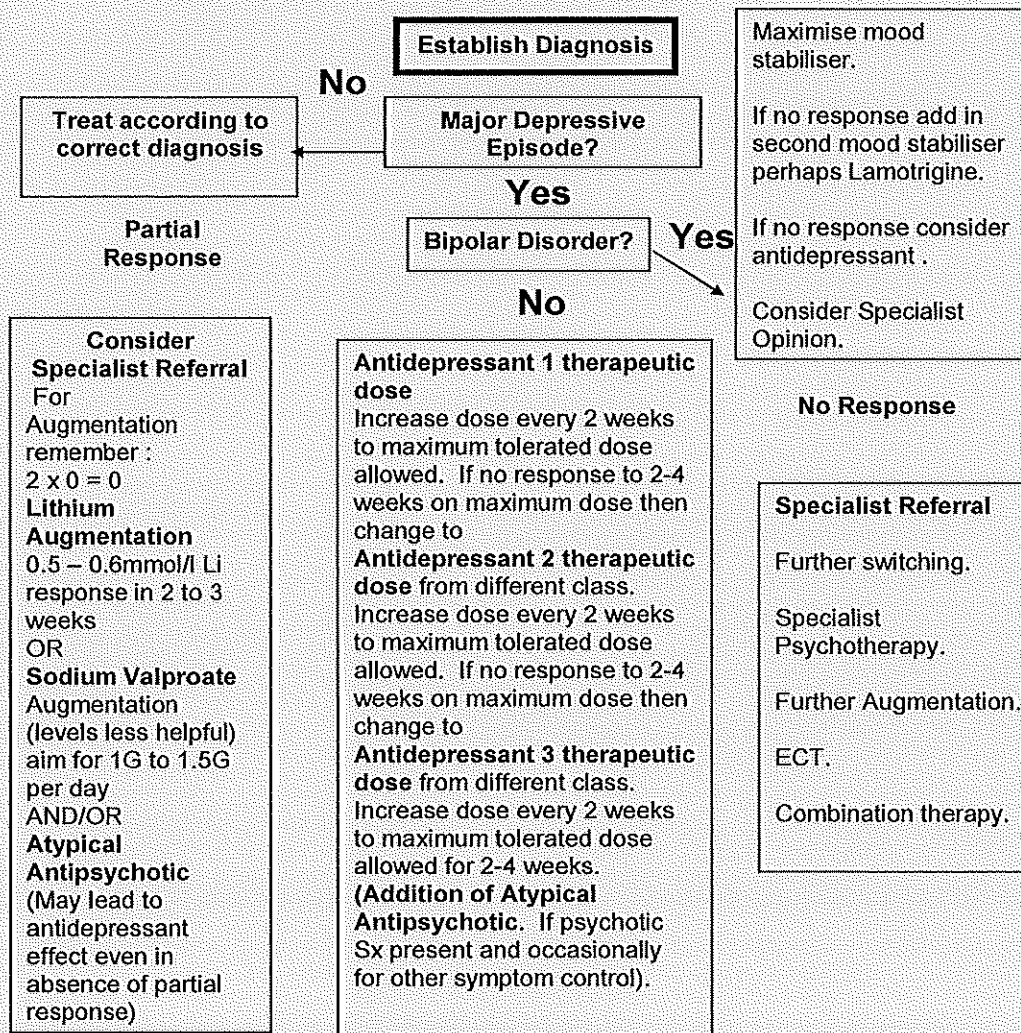 Establish Diagnosis
No
Treat according to
correct diagnosis
Major Depressive
Episode?
Yes
Partial
Response
Bipolar Disorder?
Yes
No
Maximise mood
stabiliser.
If no response add in
second mood stabiliser
perhaps Lamotrigine.
If no response consider
antidepressant .
Consider Specialist
Opinion.
Consider
Specialist Referral
For
Augmentation
remember :
2 x 0 = 0
Lithium
Augmentation
0.5 – 0.6mmol/l Li
response in 2 to 3
weeks
OR
Sodium Valproate
Augmentation
(levels less helpful)
aim for 1G to 1.5G
per day
AND/OR
Atypical
Antipsychotic
(May lead to
antidepressant
effect even in
absence of partial
response)
Antidepressant 1 therapeutic
dose
Increase dose every 2 weeks
to maximum tolerated dose
allowed.  If no response to 2-4
weeks on maximum dose then
change to
Antidepressant 2 therapeutic
dose from different class.
Increase dose every 2 weeks
to maximum tolerated dose
allowed.  If no response to 2-4
weeks on maximum dose then
change to
Antidepressant 3 therapeutic
dose from different class.
Increase dose every 2 weeks
to maximum tolerated dose
allowed for 2-4 weeks.
(Addition of Atypical
Antipsychotic.  If psychotic
Sx present and occasionally
for other symptom control).
No Response
Specialist Referral
Further switching.
Specialist
Psychotherapy.
Further Augmentation.
ECT.
Combination therapy.